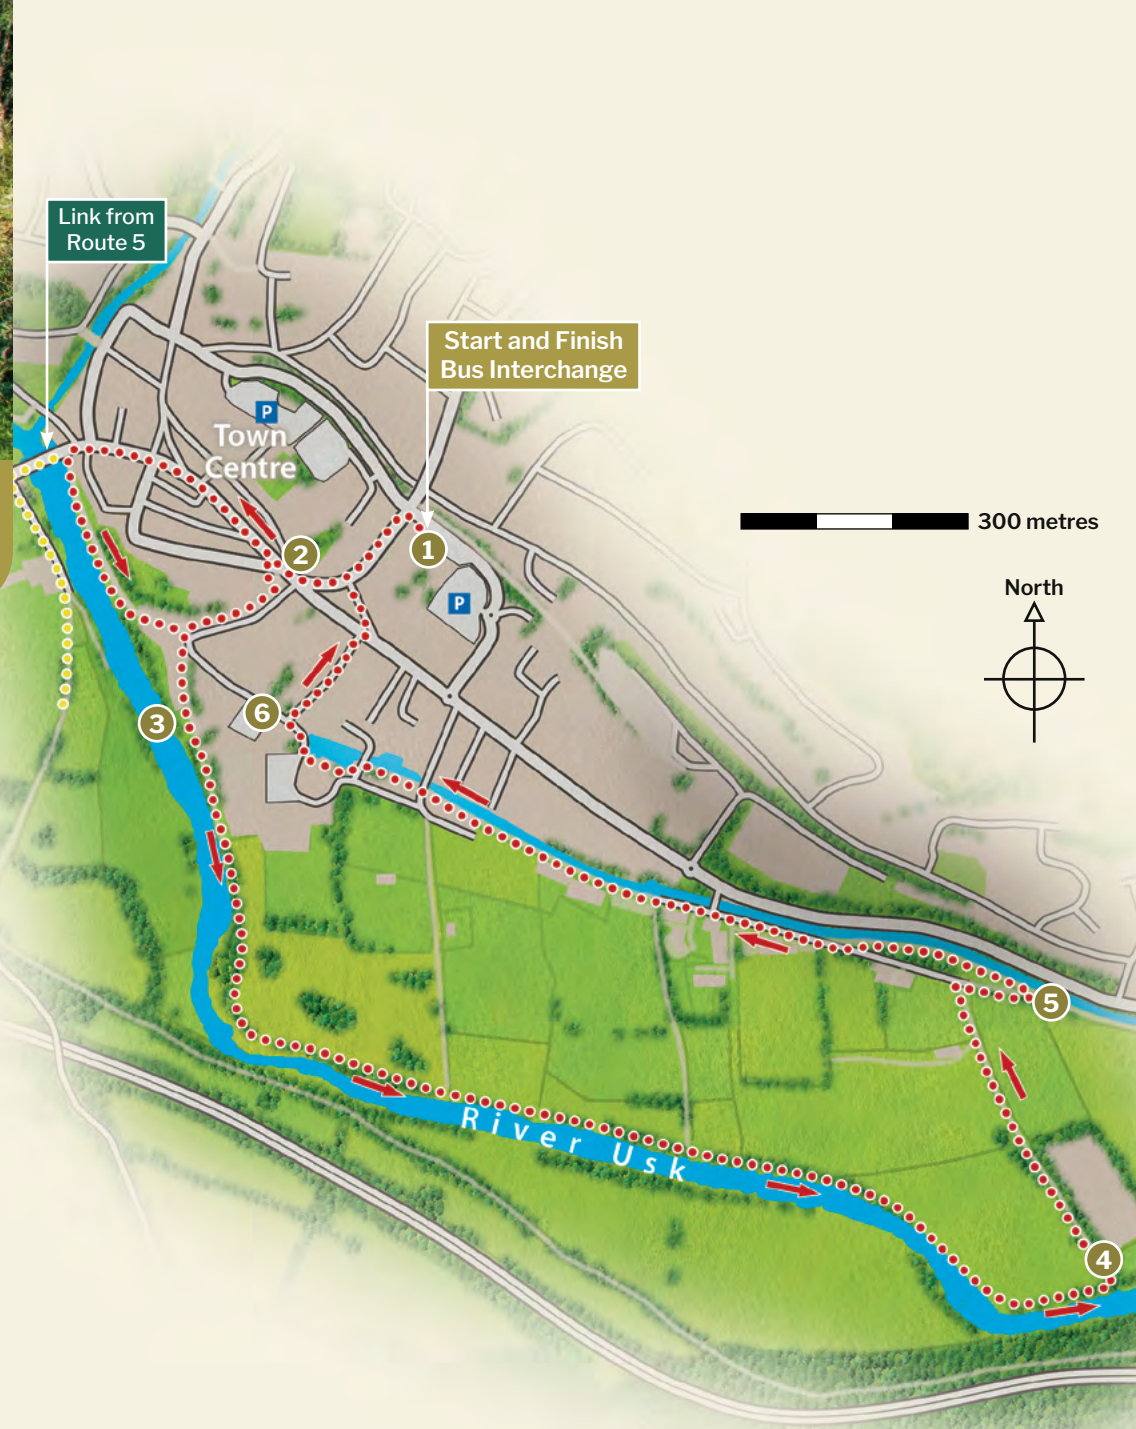 Link from
Route 5
Start and Finish
Bus Interchange
P
Town
Centre
300 metres
2
1
North
P
6
3
5
River Usk
4